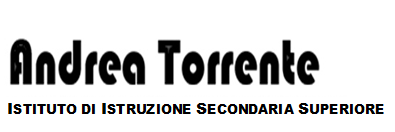 Andrea Torrente
ISTITUTO DI ISTRUZIONE SECONDARIA SUPERIORE